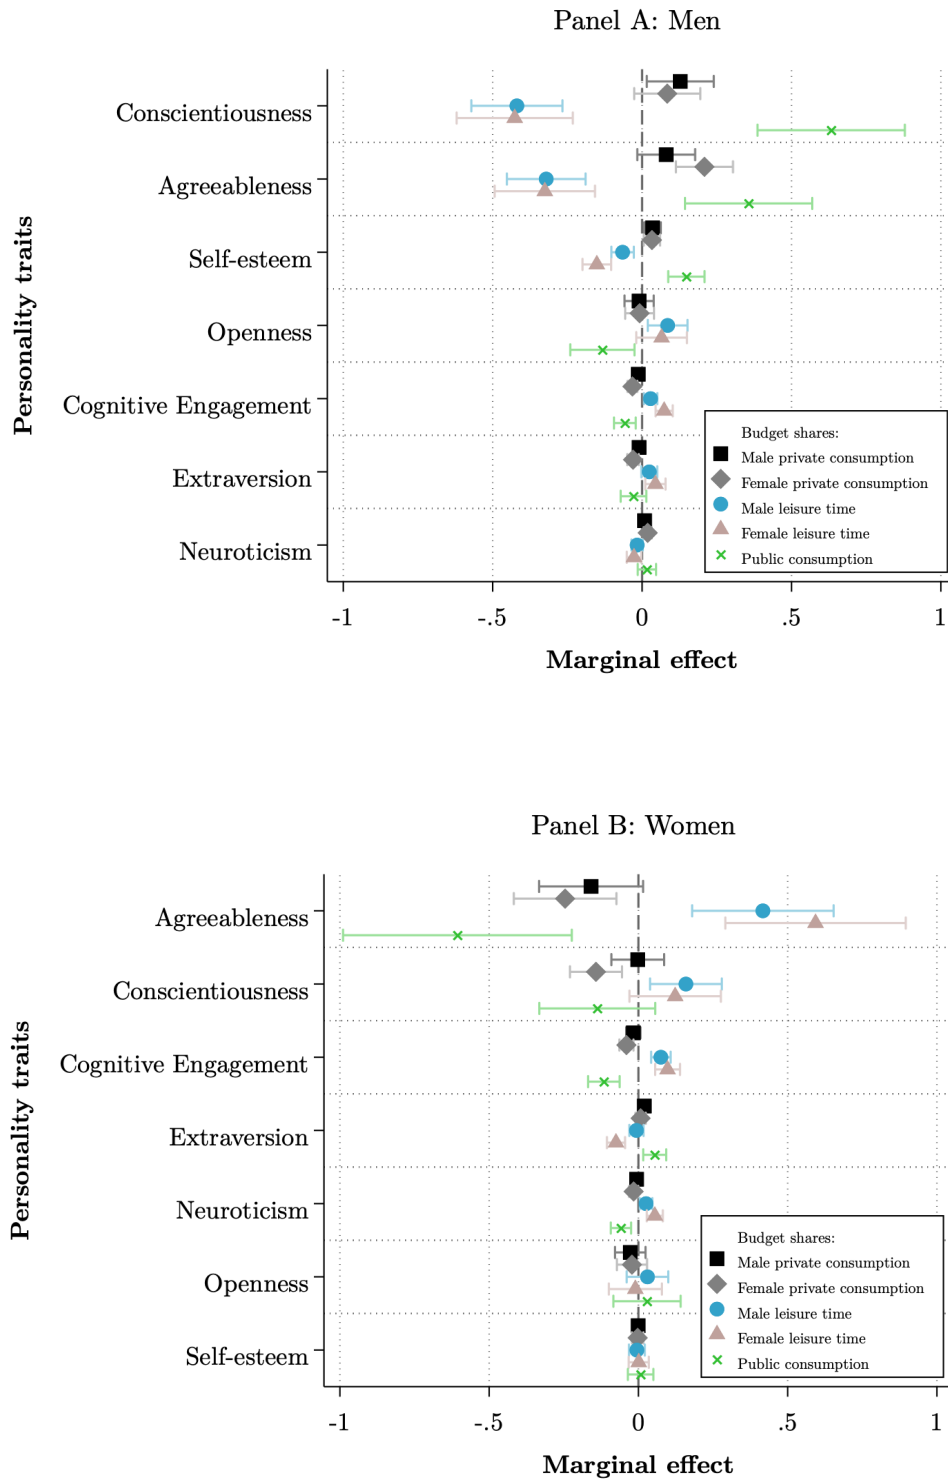 Panel A: Men
Personality traits
Conscientiousness
Agreeableness
Self-esteem
Openness
Cognitive Engagement
Extraversion
Neuroticism
Budget shares:
Male private consumption
Female private consumption
Male leisure time
Female leisure time
Public consumption
-1 -.5 0 .5 1
Marginal effect
Panel B: Women
Personality traits
Agreeableness
Conscientiousness
Cognitive Engagement
Extraversion
Neuroticism
Openness
Self-esteem
Budget shares:
Male private consumption
Female private consumption
Male leisure time
Female leisure time
Public consumption
-1 -.5 0 .5 1
Marginal effect